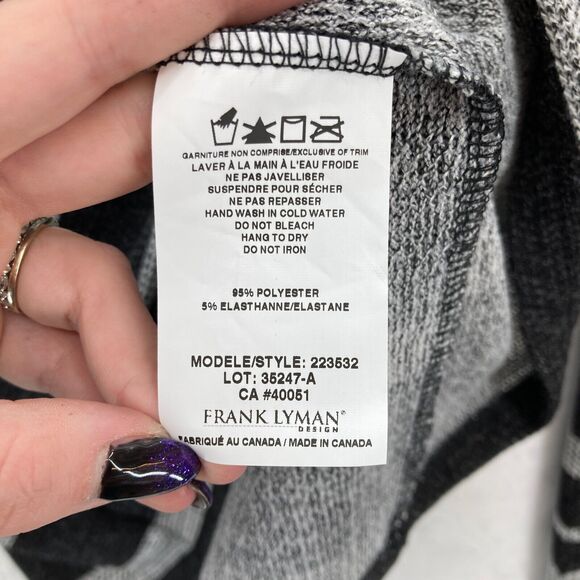 GARNITURE NON COMPRISE/EXCLUSIVE OF TRIM
LAVER À LA MAIN À L'EAU FROIDE
NE PAS JAVELLISER
SUSPENDRE POUR SÉCHER
NE PAS REPASSER
HAND WASH IN COLD WATER
DO NOT BLEACH
HANG TO DRY
DO NOT IRON
95% POLYESTER
5% ELASTHANNE/ELASTANE
MODELE/STYLE: 223532
LOT: 35247-A
CA #40051
FRANK LYMAN®
DESIGN
FABRIQUÉ AU CANADA / MADE IN CANADA